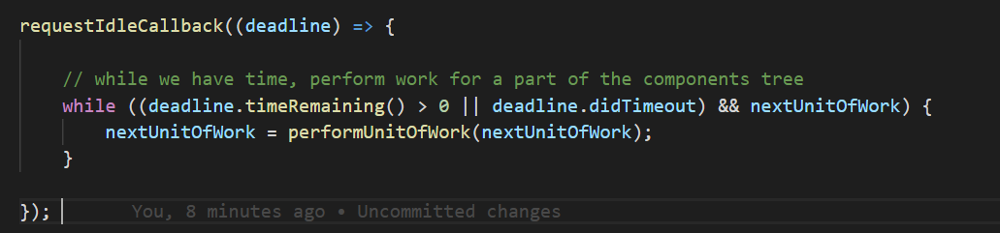 requestIdleCallback((deadline) => {
// while we have time, perform work for a part of the components tree
while ((deadline.timeRemaining() > 0 || deadline.didTimeout) && nextUnitOfWork) {
nextUnitOfWork = performUnitOfWork(nextUnitOfWork);
}
}); You, 8 minutes ago • Uncommitted changes